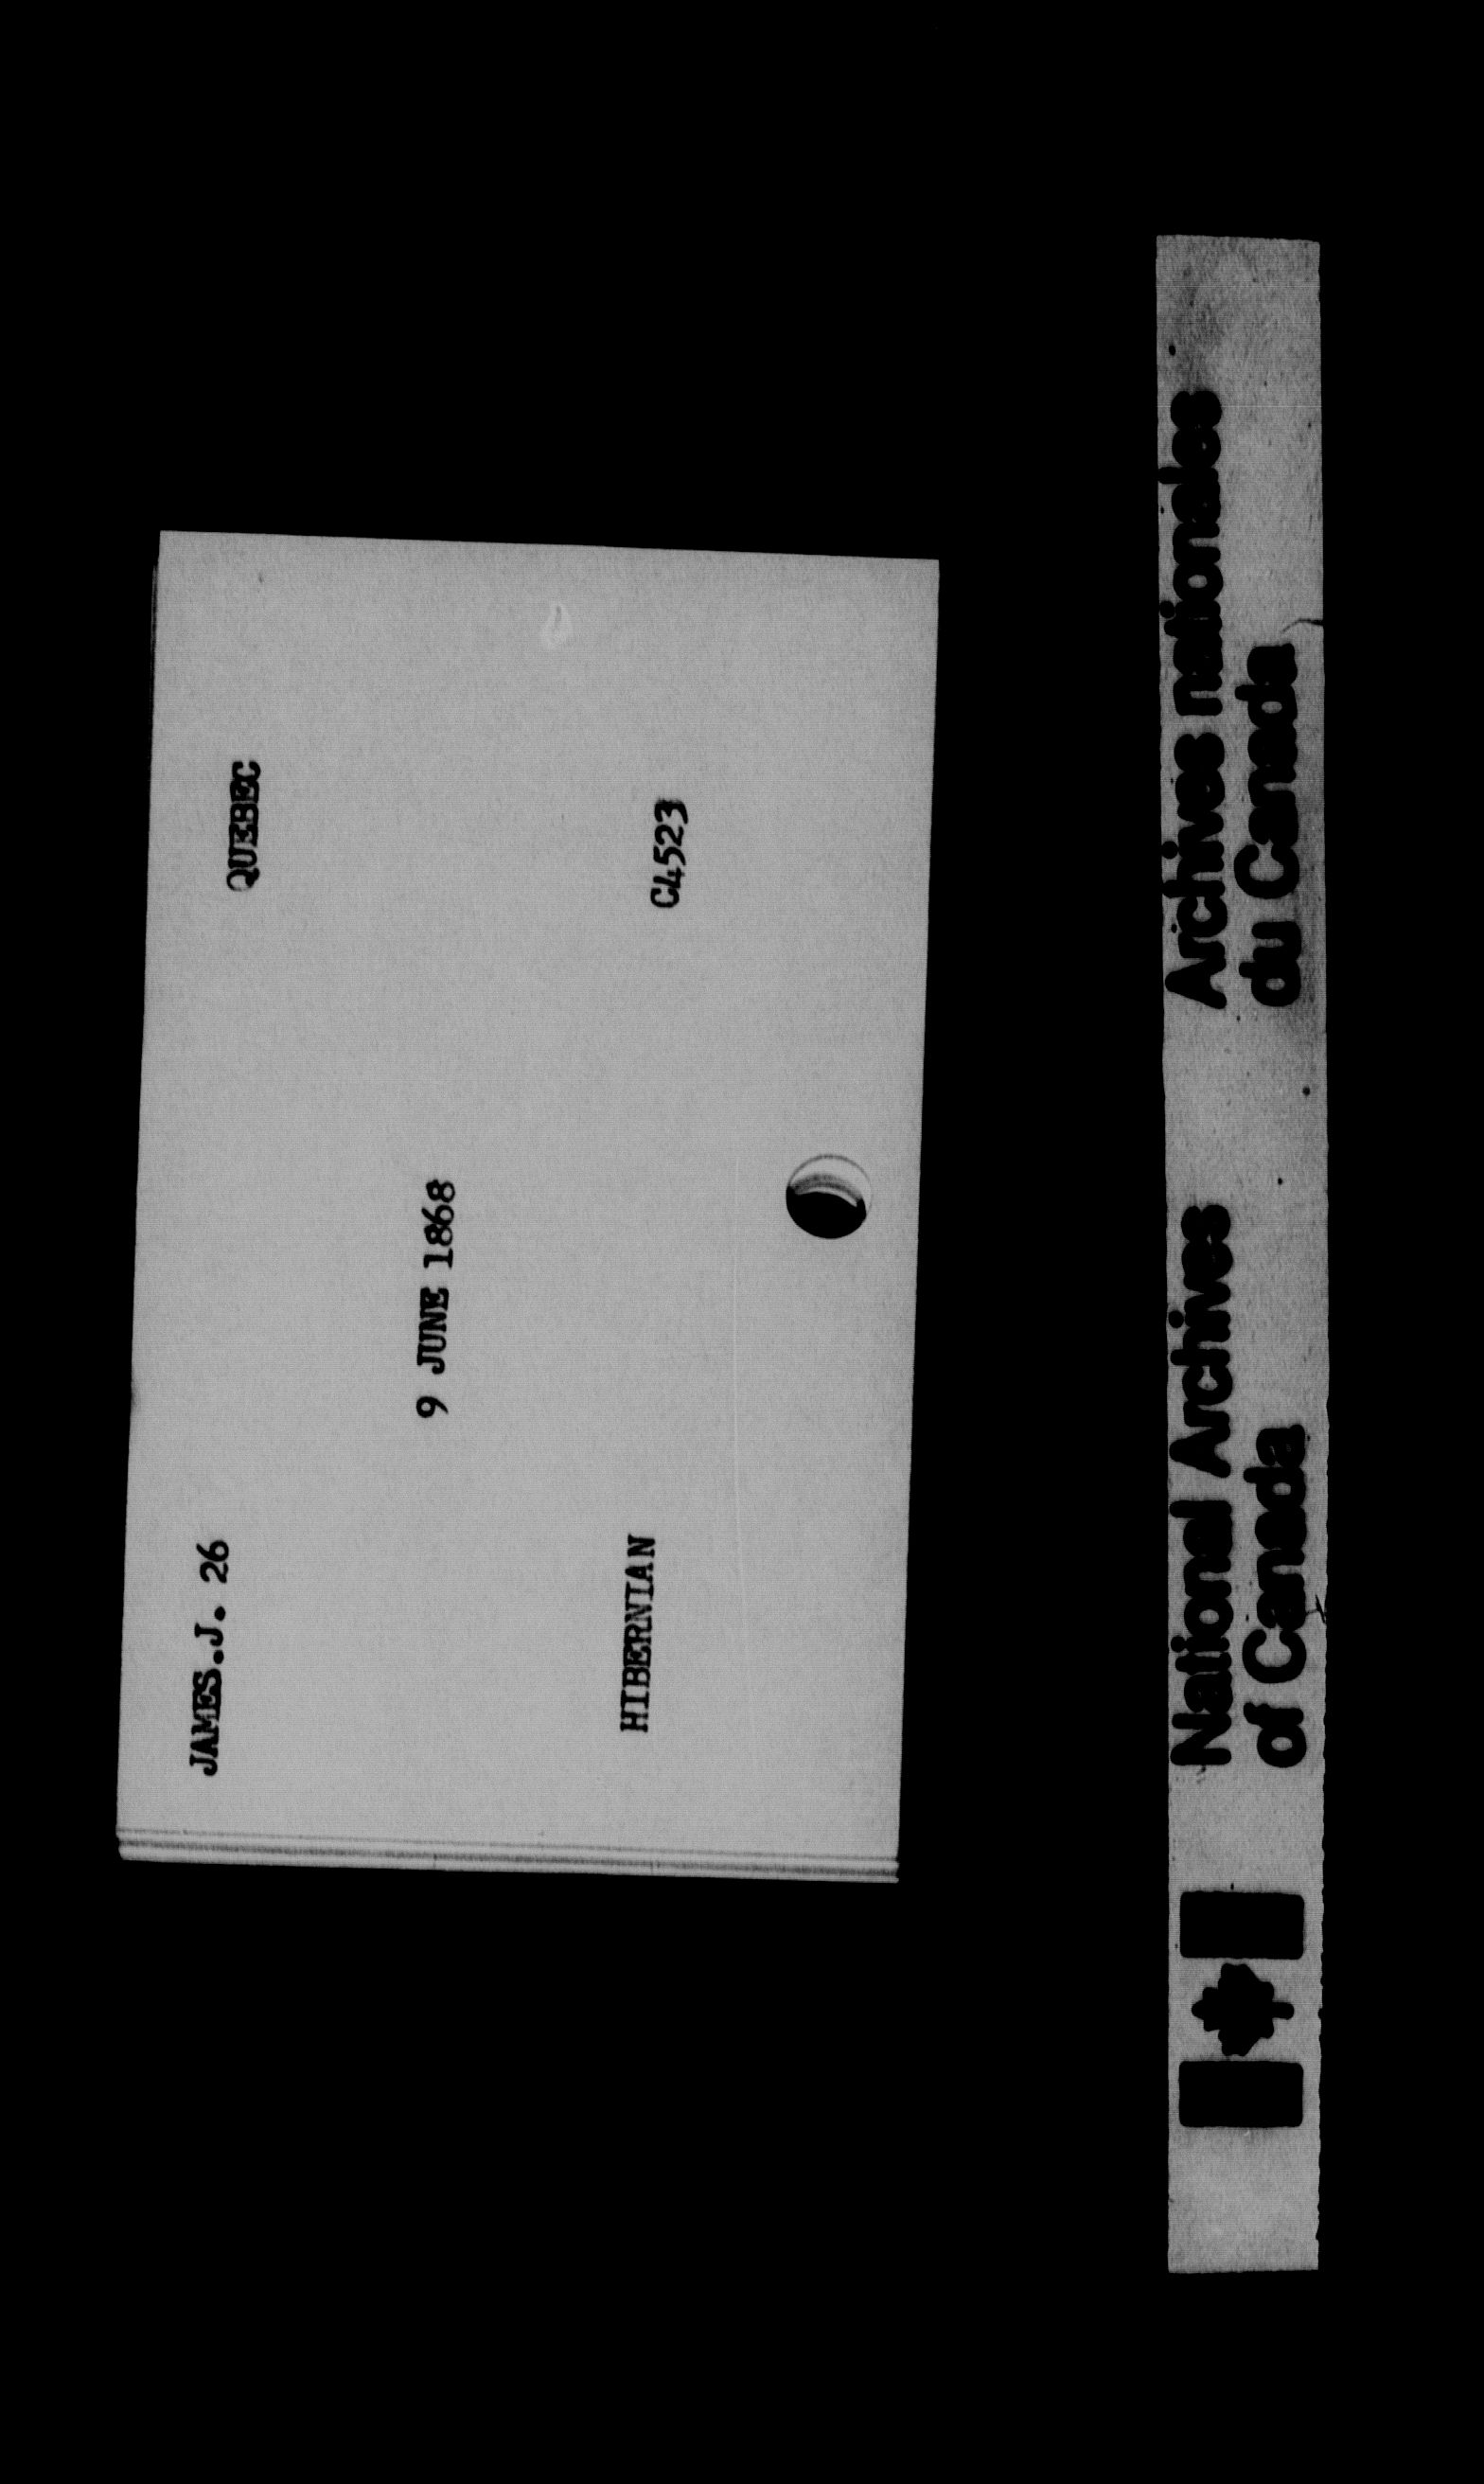 JAMES.J. 26 QUEBEC
9 JUNE 1868
HIBERNIAN C4523
National Archives
of Canada
Archives nationales
du Canada